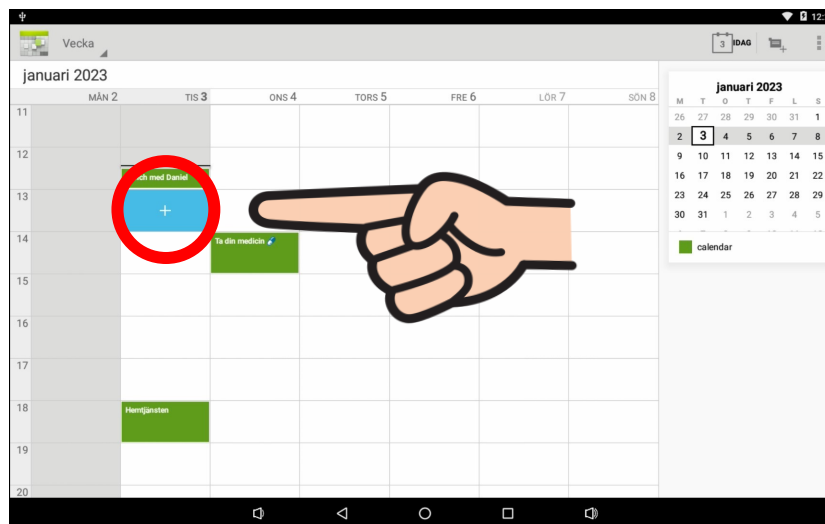 12:
Vecka
3 IDAG
januari 2023
MÅN 2 TIS 3 ONS 4 TORS 5 FRE 6 LÖR 7 SÖN 8
11
12
ch med Daniel
13
+
14
Ta din medicin
15
16
17
18
Hemtjänsten
19
20
januari 2023
M T O T F L S
26 27 28 29 30 31 1
2 3 4 5 6 7 8
9 10 11 12 13 14 15
16 17 18 19 20 21 22
23 24 25 26 27 28 29
30 31 1 2 3 4 5
calendar